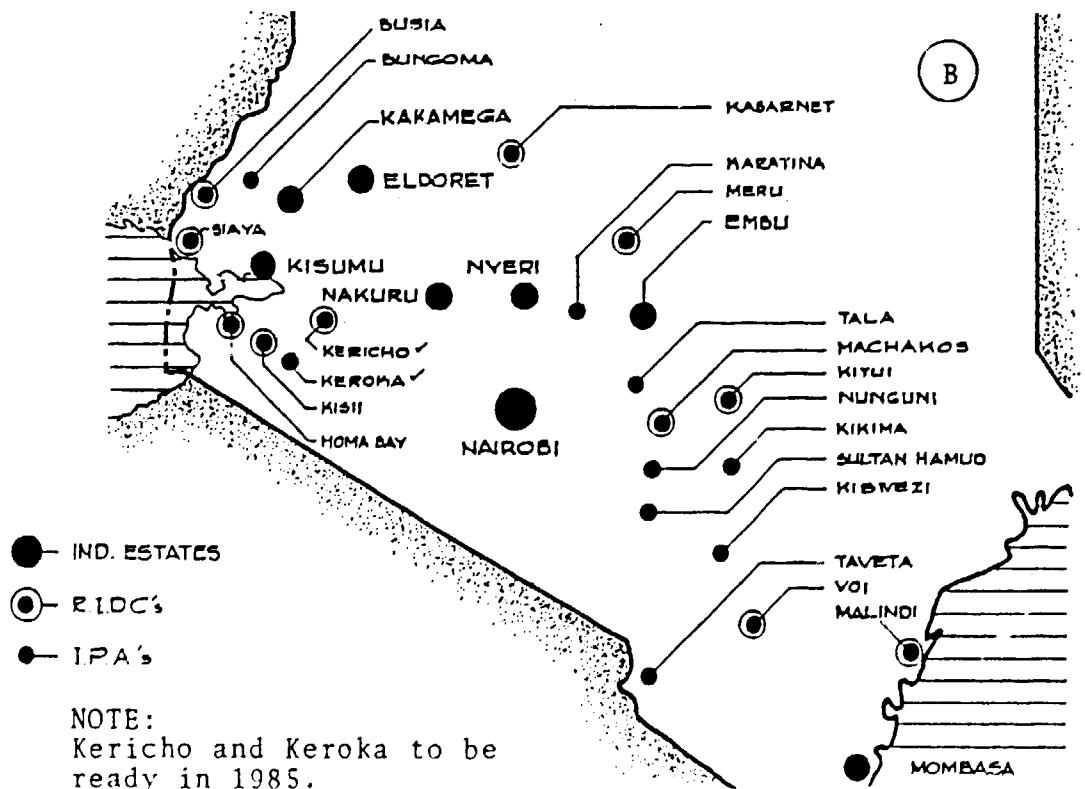 BUSIA
BUNGOMA
B
KAKAMEGA
KABARNET
ELDORET
KARATINA
MERU
EMBU
SIAYA
KISUMU
NYERI
NAKURU
TALA
KERICHO ✓
MACHAKOS
KEROKA ✓
KITUI
KISII
NUNGUNI
HOMA BAY
NAIROBI
KIKIMA
SULTAN HAMUD
KIBWEZI
IND. ESTATES
R.I.DC's
I.P.A's
TAVETA
VOI
MALINDI
NOTE:
Kericho and Keroka to be
ready in 1985.
MOMBASA